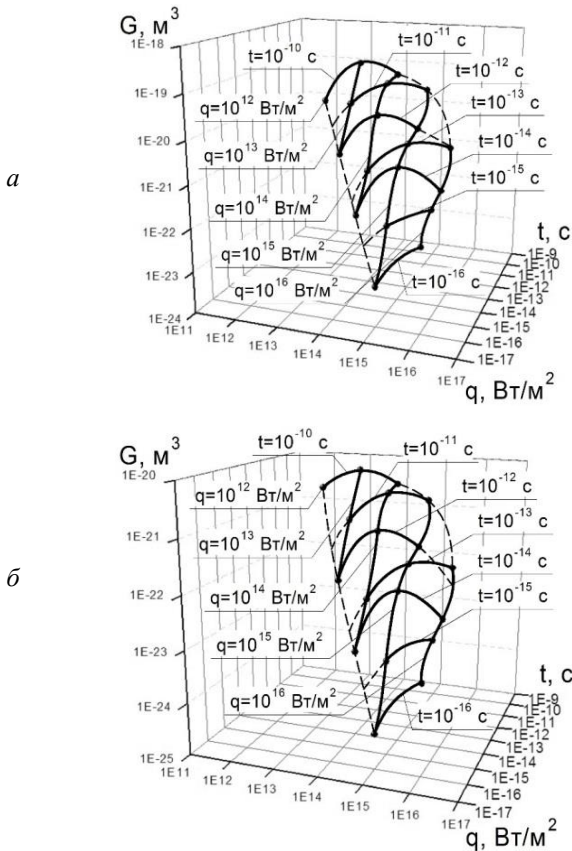 а
G, м³
1E-18
1E-19
1E-20
1E-21
1E-22
1E-23
1E-24
t=10⁻¹⁰ с
t=10⁻¹¹ с
t=10⁻¹² с
t=10⁻¹³ с
t=10⁻¹⁴ с
t=10⁻¹⁵ с
t=10⁻¹⁶ с
q=10¹² Вт/м²
q=10¹³ Вт/м²
q=10¹⁴ Вт/м²
q=10¹⁵ Вт/м²
q=10¹⁶ Вт/м²
t, с
1E-9
1E-10
1E-11
1E-12
1E-13
1E-14
1E-15
1E-16
1E-17
1E11
1E12
1E13
1E14
1E15
1E16
1E17
q, Вт/м²
б
G, м³
1E-20
1E-21
1E-22
1E-23
1E-24
1E-25
t=10⁻¹⁰ с
t=10⁻¹¹ с
t=10⁻¹² с
t=10⁻¹³ с
t=10⁻¹⁴ с
t=10⁻¹⁵ с
t=10⁻¹⁶ с
q=10¹² Вт/м²
q=10¹³ Вт/м²
q=10¹⁴ Вт/м²
q=10¹⁵ Вт/м²
q=10¹⁶ Вт/м²
t, с
1E-9
1E-10
1E-11
1E-12
1E-13
1E-14
1E-15
1E-16
1E-17
1E11
1E12
1E13
1E14
1E15
1E16
1E17
q, Вт/м²